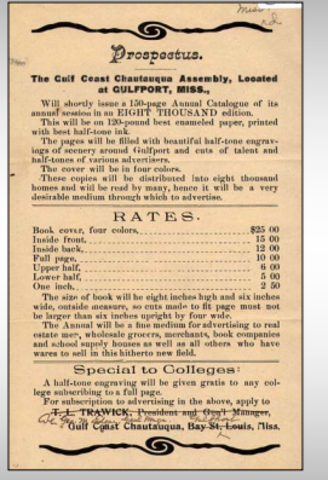 Miss
nd
Prospectus.
The Gulf Coast Chautauqua Assembly, Located
at GULFPORT, MISS.,
Will shortly issue a 150-page Annual Catalogue of its
annual session in an EIGHT THOUSAND edition.
This will be on 120-pound best enameled paper, printed
with best half-tone ink.
The pages will be filled with beautiful half-tone engrav-
ings of scenery around Gulfport and cuts of talent and
half-tones of various advertisers.
The cover will be in four colors.
These copies will be distributed into eight thousand
homes and will be read by many, hence it will be a very
desirable medium through which to advertise.
RATES.
Book cover, four colors, $25 00
Inside front, 15 00
Inside back, 12 00
Full page, 10 00
Upper half, 6 00
Lower half, 5 00
One inch, 2 50
The size of book will be eight inches high and six inches
wide, outside measure, so cuts made to fit page must not
be larger than six inches upright by four wide.
The Annual will be a fine medium for advertising to real
estate men, wholesale grocers, merchants, book companies
and school supply houses as well as all others who have
wares to sell in this hitherto new field.
Special to Colleges:
A half-tone engraving will be given gratis to any col-
lege subscribing to a full page.
For subscription to advertising in the above, apply to
T. L. TRAWICK, President and Gen'l Manager,
Gulfport
Gulf Coast Chautauqua, Bay St. Louis, Miss.